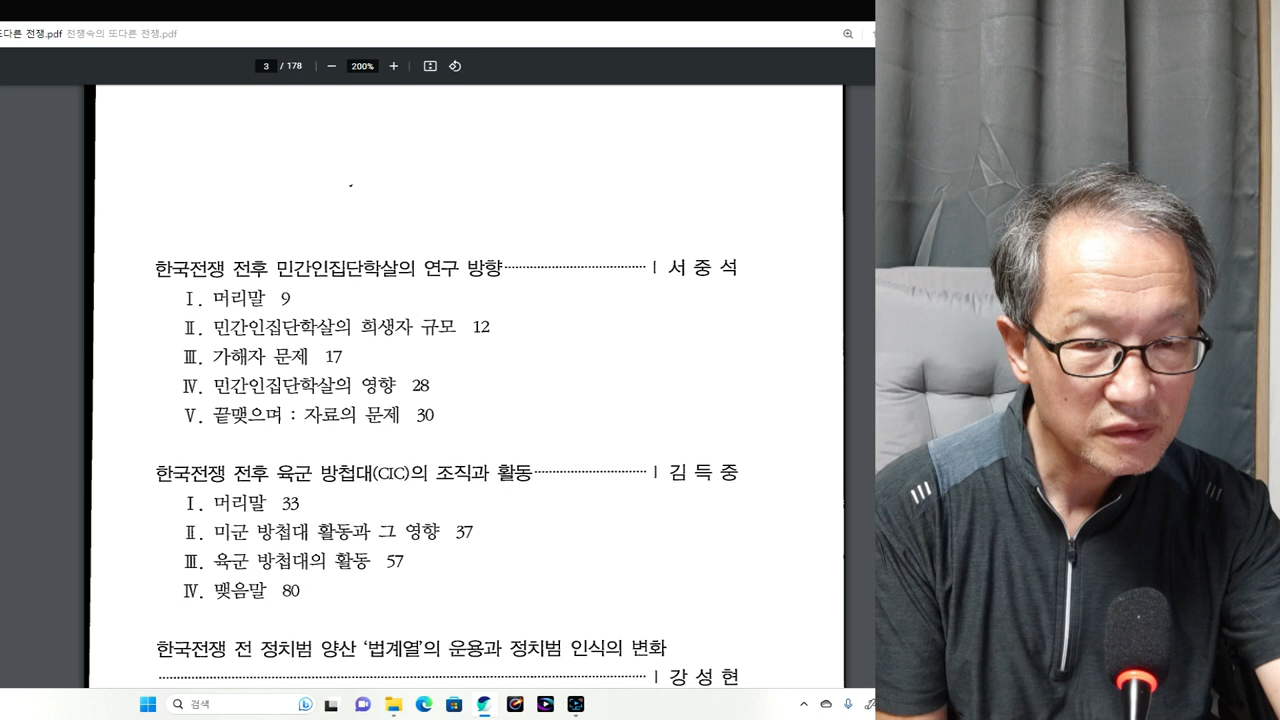 또다른 전쟁.pdf 전쟁속의 또다른 전쟁.pdf
3 / 178 200%
한국전쟁 전후 민간인집단학살의 연구 방향 | 서 중 석
Ⅰ. 머리말 9
Ⅱ. 민간인집단학살의 희생자 규모 12
Ⅲ. 가해자 문제 17
Ⅳ. 민간인집단학살의 영향 28
Ⅴ. 끝맺으며 : 자료의 문제 30
한국전쟁 전후 육군 방첩대(CIC)의 조직과 활동 | 김 득 중
Ⅰ. 머리말 33
Ⅱ. 미군 방첩대 활동과 그 영향 37
Ⅲ. 육군 방첩대의 활동 57
Ⅳ. 맺음말 80
한국전쟁 전 정치범 양산 ‘법계열’의 운용과 정치범 인식의 변화
| 강 성 현
검색